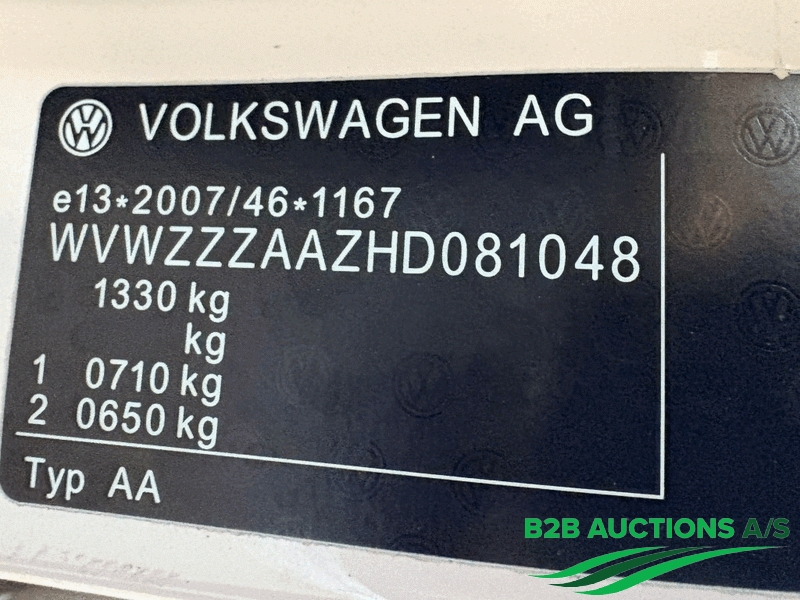 VOLKSWAGEN AG
e13*2007/46*1167
WVWZZZAAZHD081048
1330 kg
kg
1 0710 kg
2 0650 kg
Typ AA
B2B AUCTIONS A/S